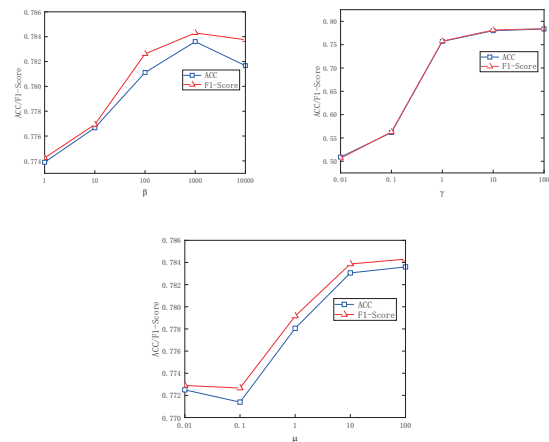 0.786
0.784
0.782
0.780
0.778
0.776
0.774
ACC/F1-Score
ACC
F1-Score
1 10 100 1000 10000
β
0.80
0.75
0.70
0.65
0.60
0.55
0.50
ACC/F1-Score
ACC
F1-Score
0.01 0.1 1 10 100
γ
0.786
0.784
0.782
0.780
0.778
0.776
0.774
0.772
0.770
ACC/F1-Score
ACC
F1-Score
0.01 0.1 1 10 100
μ